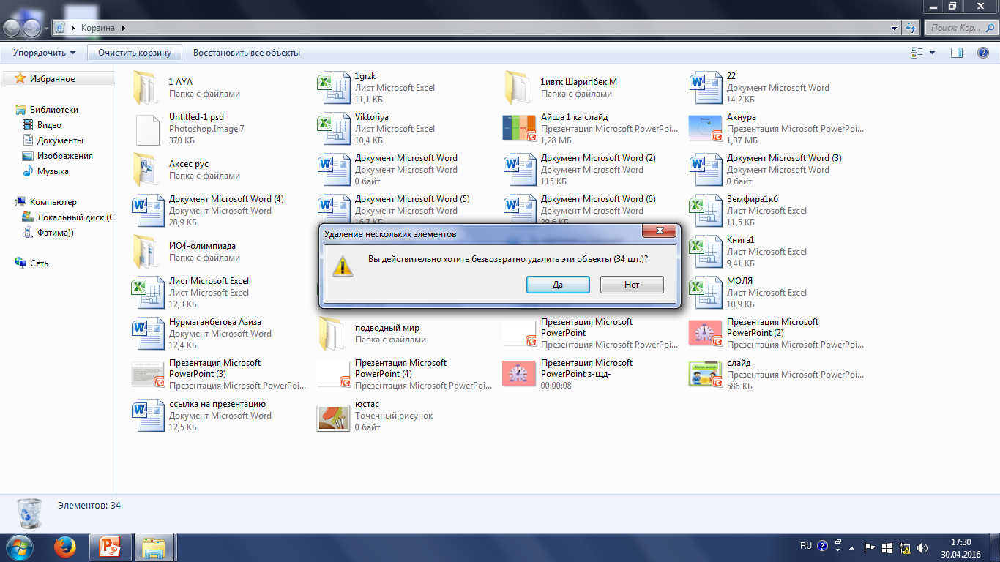 Корзина
Поиск: Кор...
Упорядочить
Очистить корзину
Восстановить все объекты
Избранное
Библиотеки
Видео
Документы
Изображения
Музыка
Компьютер
Локальный диск (C
Фатима))
Сеть
1 AYA
Папка с файлами
1grzk
Лист Microsoft Excel
11,1 КБ
1ивтк Шарипбек.М
Папка с файлами
22
Документ Microsoft Word
14,2 КБ
Untitled-1.psd
Photoshop.Image.7
370 КБ
Viktoriya
Лист Microsoft Excel
10,4 КБ
Айша 1 ка слайд
Презентация Microsoft PowerPoi...
1,28 МБ
Акнура
Презентация Microsoft PowerPoi...
1,37 МБ
Аксес рус
Папка с файлами
Документ Microsoft Word
Документ Microsoft Word
0 байт
Документ Microsoft Word (2)
Документ Microsoft Word
115 КБ
Документ Microsoft Word (3)
Документ Microsoft Word
0 байт
Документ Microsoft Word (4)
Документ Microsoft Word
28,9 КБ
Документ Microsoft Word (5)
Документ Microsoft Word
16,7 КБ
Документ Microsoft Word (6)
Документ Microsoft Word
29,6 КБ
Земфира1кб
Лист Microsoft Excel
11,5 КБ
ИО4-олимпиада
Папка с файлами
Книга1
Лист Microsoft Excel
9,41 КБ
Лист Microsoft Excel
Лист Microsoft Excel
12,3 КБ
МОЛЯ
Лист Microsoft Excel
10,9 КБ
Удаление нескольких элементов
Вы действительно хотите безвозвратно удалить эти объекты (34 шт.)?
Да
Нет
Нурмаганбетова Азиза
Документ Microsoft Word
12,4 КБ
подводный мир
Папка с файлами
Презентация Microsoft
PowerPoint
Презентация Microsoft PowerPoi...
Презентация Microsoft
PowerPoint (2)
Презентация Microsoft PowerPoi...
Презентация Microsoft
PowerPoint (3)
Презентация Microsoft PowerPoi...
Презентация Microsoft
PowerPoint (4)
Презентация Microsoft PowerPoi...
Презентация Microsoft
PowerPoint з-щд-
00:00:08
слайд
Презентация Microsoft PowerPoi...
586 КБ
ссылка на презентацию
Документ Microsoft Word
12,5 КБ
юстас
Точечный рисунок
0 байт
Элементов: 34
RU
17:30
30.04.2016